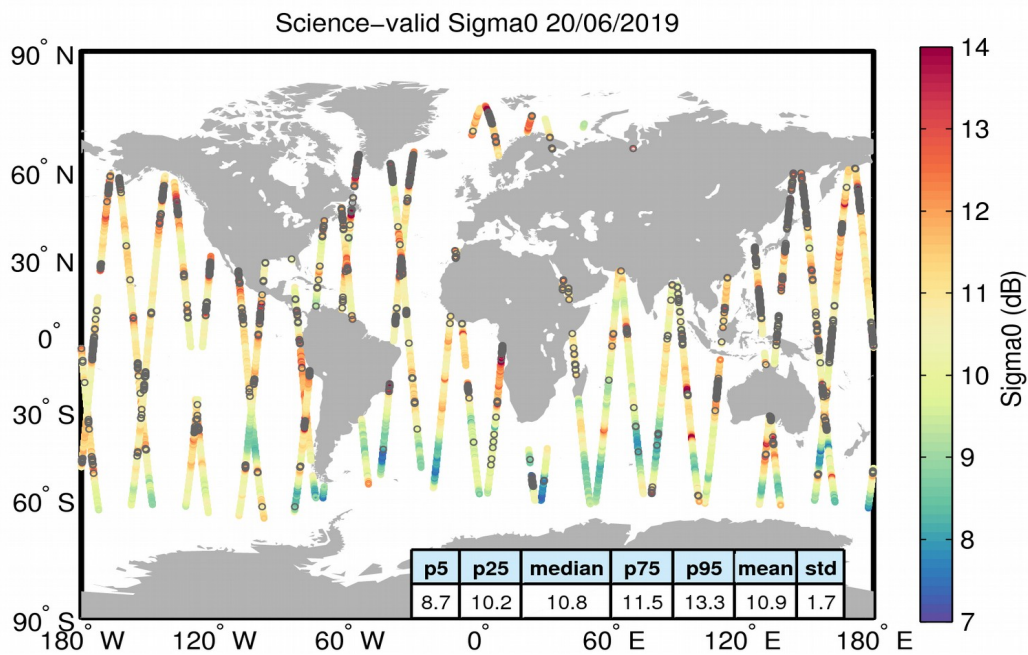 Science−valid Sigma0 20/06/2019
90° N
60° N
30° N
0°
30° S
60° S
90° S
180° W
120° W
60° W
0°
60° E
120° E
180° E
p5 p25 median p75 p95 mean std
8.7 10.2 10.8 11.5 13.3 10.9 1.7
14
13
12
11
10
9
8
7
Sigma0 (dB)